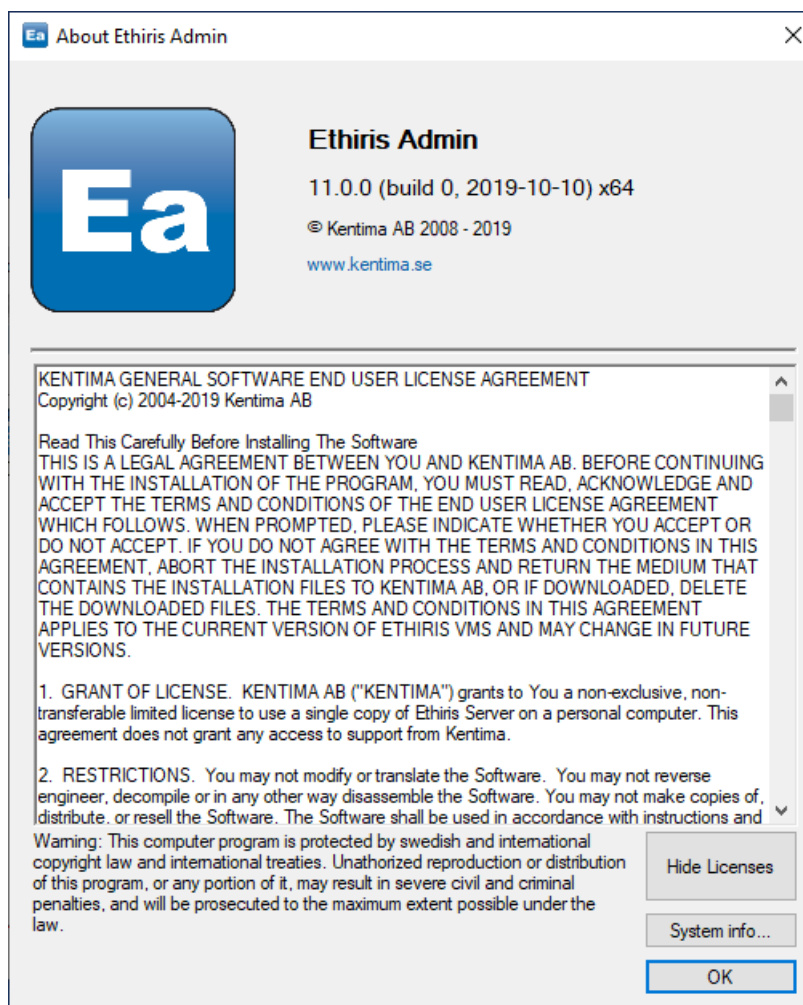 Ea About Ethiris Admin
Ea
Ethiris Admin
11.0.0 (build 0, 2019-10-10) x64
© Kentima AB 2008 - 2019
www.kentima.se
KENTIMA GENERAL SOFTWARE END USER LICENSE AGREEMENT
Copyright (c) 2004-2019 Kentima AB
Read This Carefully Before Installing The Software
THIS IS A LEGAL AGREEMENT BETWEEN YOU AND KENTIMA AB. BEFORE CONTINUING
WITH THE INSTALLATION OF THE PROGRAM, YOU MUST READ, ACKNOWLEDGE AND
ACCEPT THE TERMS AND CONDITIONS OF THE END USER LICENSE AGREEMENT
WHICH FOLLOWS. WHEN PROMPTED, PLEASE INDICATE WHETHER YOU ACCEPT OR
DO NOT ACCEPT. IF YOU DO NOT AGREE WITH THE TERMS AND CONDITIONS IN THIS
AGREEMENT, ABORT THE INSTALLATION PROCESS AND RETURN THE MEDIUM THAT
CONTAINS THE INSTALLATION FILES TO KENTIMA AB, OR IF DOWNLOADED, DELETE
THE DOWNLOADED FILES. THE TERMS AND CONDITIONS IN THIS AGREEMENT
APPLIES TO THE CURRENT VERSION OF ETHIRIS VMS AND MAY CHANGE IN FUTURE
VERSIONS.
1. GRANT OF LICENSE. KENTIMA AB ("KENTIMA") grants to You a non-exclusive, non-
transferable limited license to use a single copy of Ethiris Server on a personal computer. This
agreement does not grant any access to support from Kentima.
2. RESTRICTIONS. You may not modify or translate the Software. You may not reverse
engineer, decompile or in any other way disassemble the Software. You may not make copies of,
distribute, or resell the Software. The Software shall be used in accordance with instructions and
Warning: This computer program is protected by swedish and international
copyright law and international treaties. Unathorized reproduction or distribution
of this program, or any portion of it, may result in severe civil and criminal
penalties, and will be prosecuted to the maximum extent possible under the
law.
Hide Licenses
System info...
OK